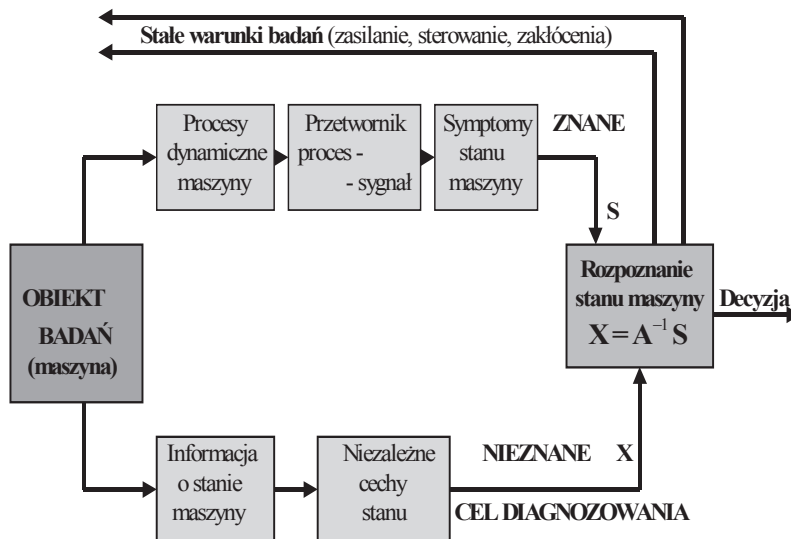 Stałe warunki badań (zasilanie, sterowanie, zakłócenia)
Procesy
dynamiczne
maszyny
Przetwornik
proces -
- sygnał
Symptomy
stanu
maszyny
ZNANE
S
OBIEKT
BADAŃ
(maszyna)
Rozpoznanie
stanu maszyny
X = A⁻¹ S
Decyzja
Informacja
o stanie
maszyny
Niezależne
cechy
stanu
NIEZNANE X
CEL DIAGNOZOWANIA